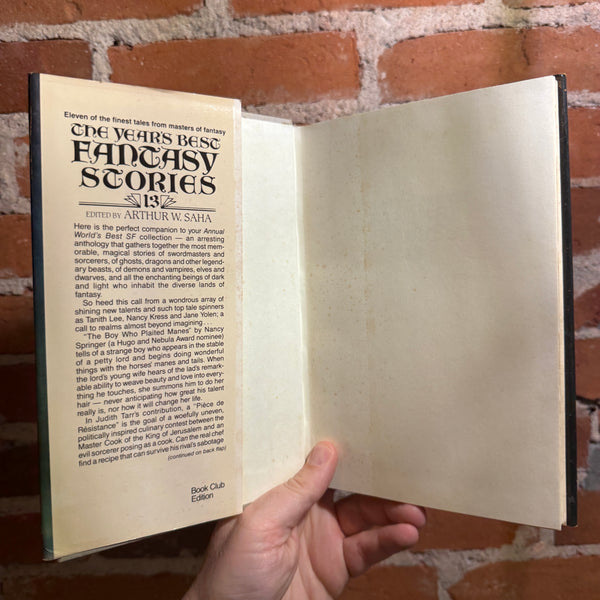 Eleven of the finest tales from masters of fantasy
THE YEAR'S BEST
FANTASY
STORIES
13
EDITED BY ARTHUR W. SAHA
Here is the perfect companion to your Annual
World's Best SF collection — an arresting
anthology that gathers together the most mem-
orable, magical stories of swordmasters and
sorcerers, of ghosts, dragons and other legend-
ary beasts, of demons and vampires, elves and
dwarves, and all the enchanting beings of dark
and light who inhabit the diverse lands of
fantasy.
So heed this call from a wondrous array of
shining new talents and such top tale spinners
as Tanith Lee, Nancy Kress and Jane Yolen; a
call to realms almost beyond imagining . . .
"The Boy Who Plaited Manes" by Nancy
Springer (a Hugo and Nebula Award nominee)
tells of a strange boy who appears in the stable
of a petty lord and begins doing wonderful
things with the horses' manes and tails. When
the lord's young wife hears of the lad's remark-
able ability to weave beauty and love into every-
thing he touches, she summons him to do her
hair — never anticipating how great his talent
really is, nor how it will change her life.
In Judith Tarr's contribution, a "Pièce de
Résistance" is the goal of a woefully uneven,
politically inspired culinary contest between the
Master Cook of the King of Jerusalem and an
evil sorcerer posing as a cook. Can the real chef
find a recipe that can survive his rival's sabotage
(continued on back flap)
Book Club
Edition